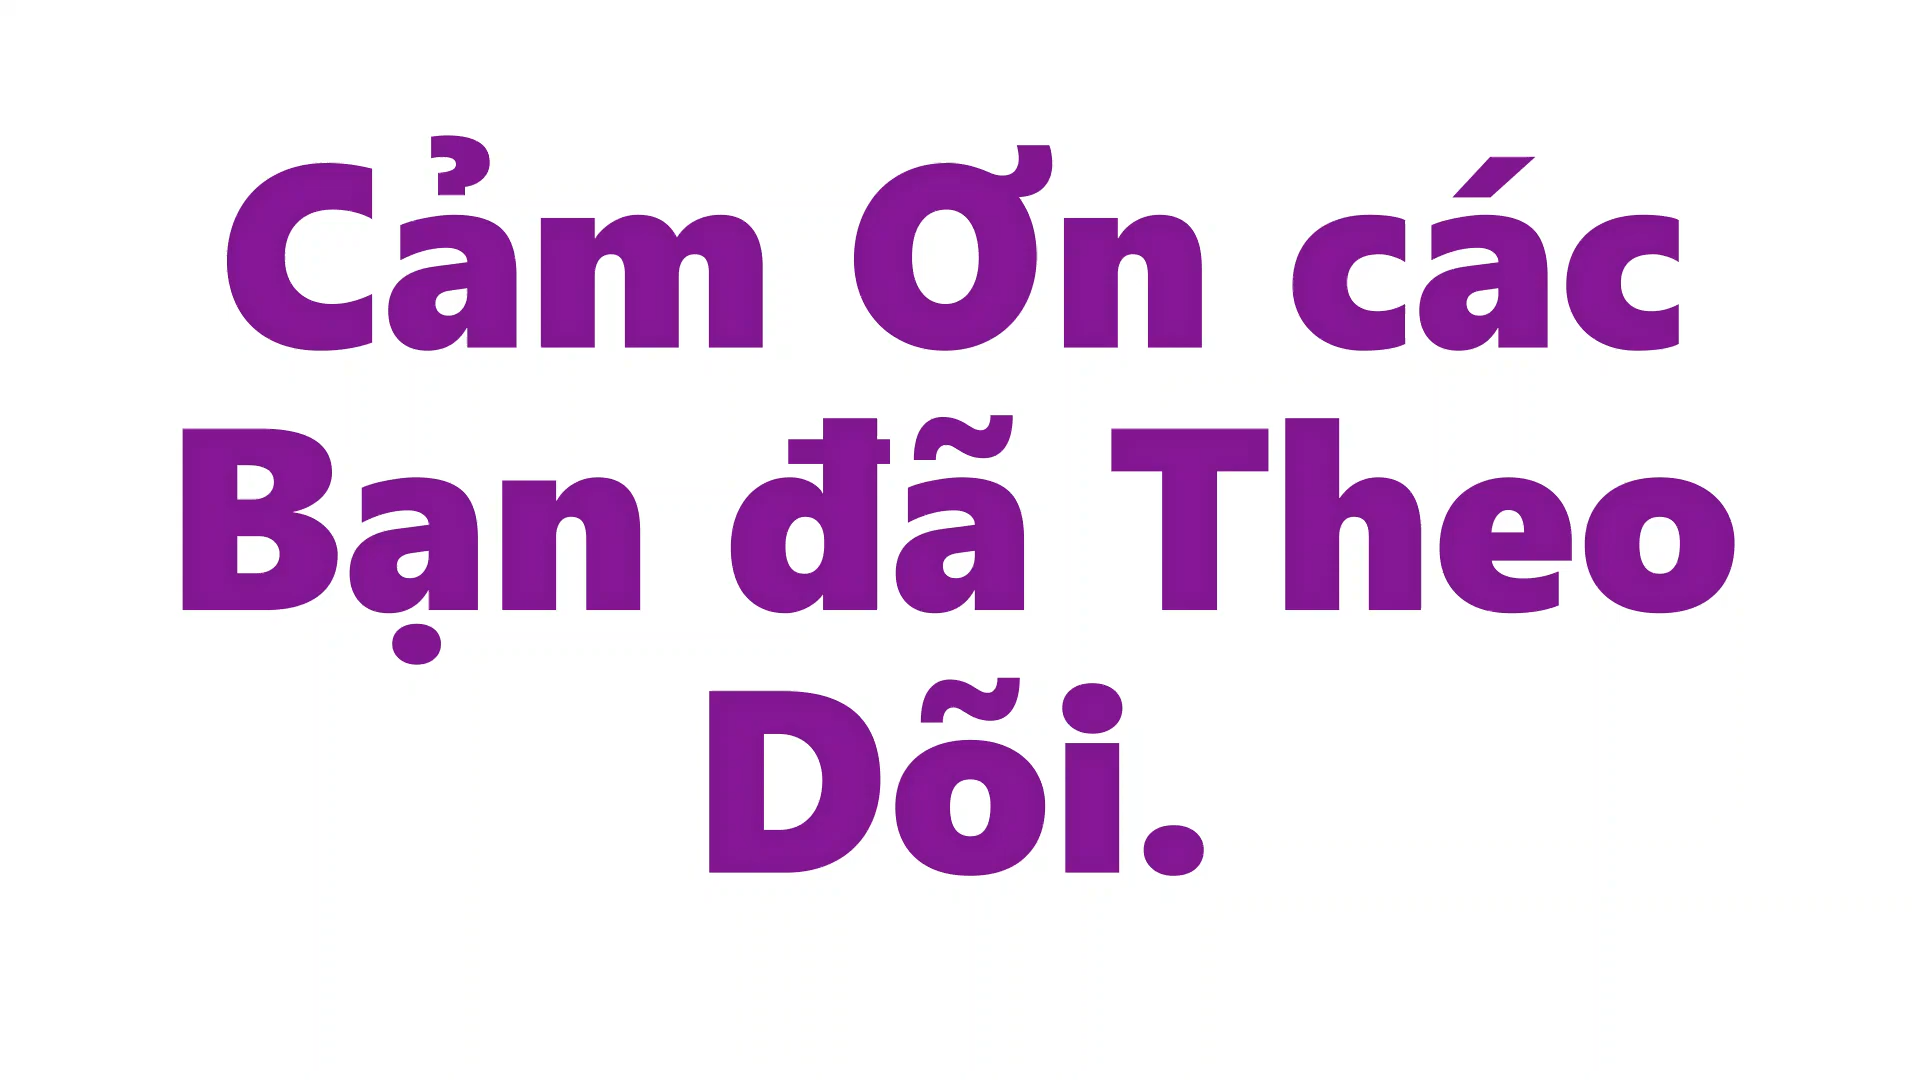 Cảm Ơn các
Bạn đã Theo
Dõi.